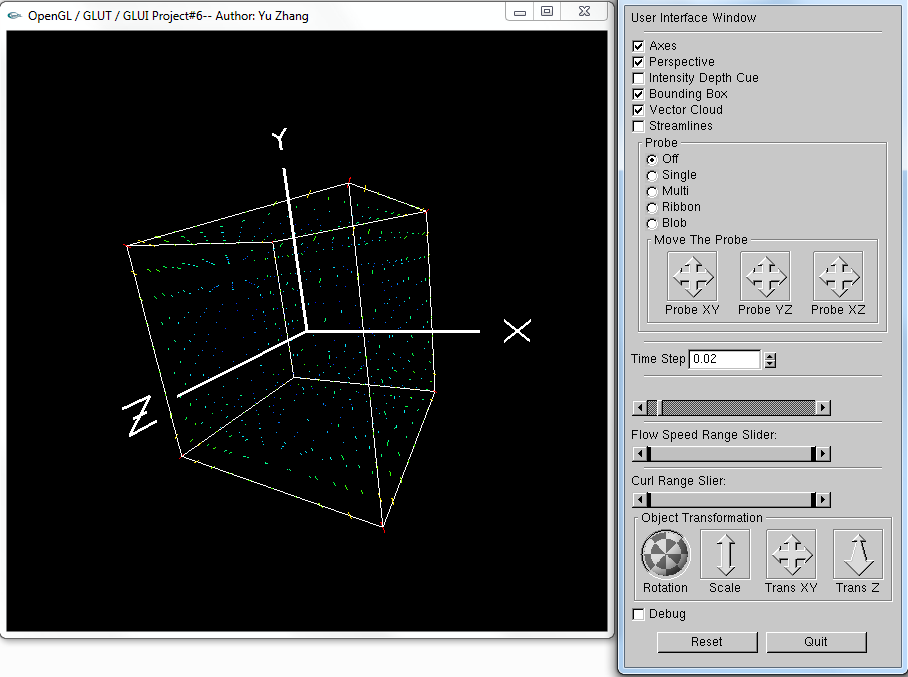 OpenGL / GLUT / GLUI Project#6-- Author: Yu Zhang
Y
X
Z
User Interface Window
Axes
Perspective
Intensity Depth Cue
Bounding Box
Vector Cloud
Streamlines
Probe
Off
Single
Multi
Ribbon
Blob
Move The Probe
Probe XY Probe YZ Probe XZ
Time Step 0.02
Flow Speed Range Slider:
Curl Range Slier:
Object Transformation
Rotation Scale Trans XY Trans Z
Debug
Reset Quit